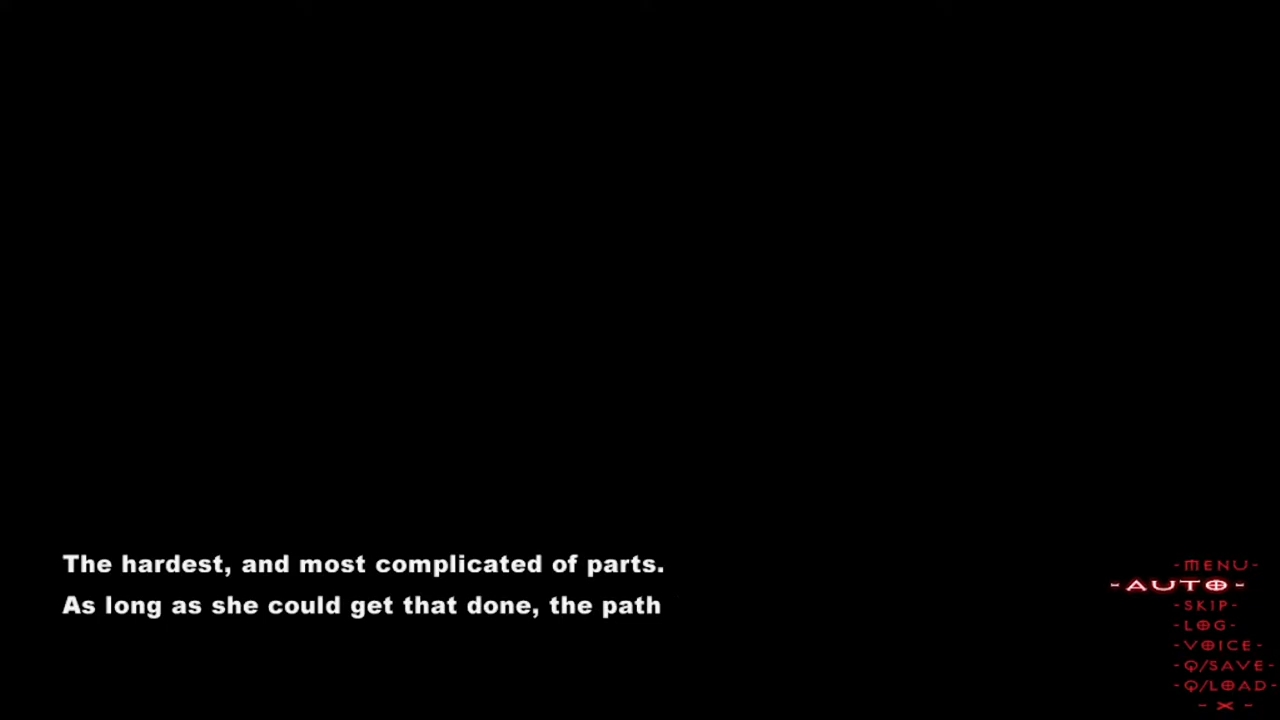 The hardest, and most complicated of parts.
As long as she could get that done, the path
-MENU-
-AUTO-
-SKIP-
-LOG-
-VOICE-
-Q/SAVE-
-Q/LOAD-
-X-